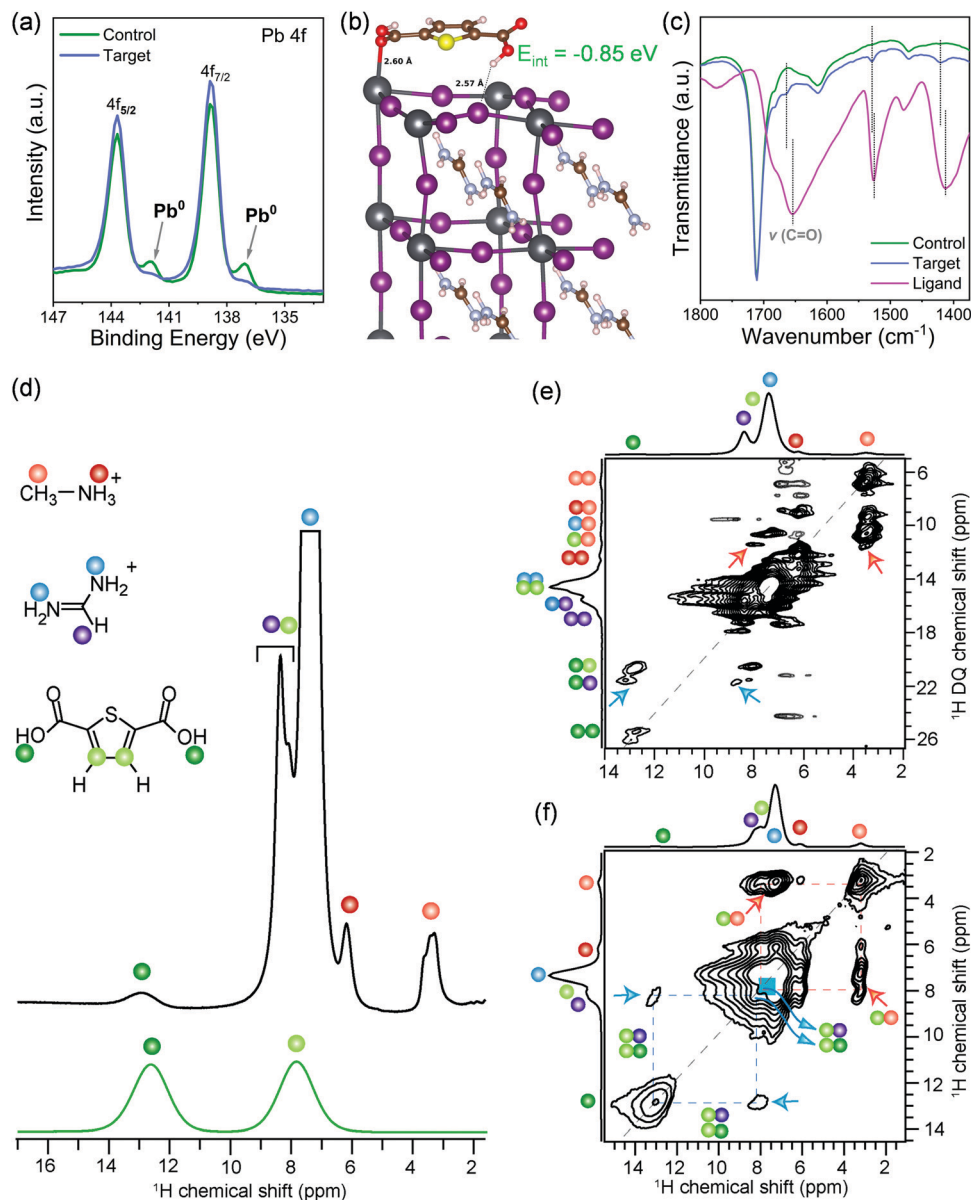 (a)
Control
Target
Pb 4f
4f5/2
4f7/2
Pb0
Pb0
Intensity (a.u.)
147 144 141 138 135
Binding Energy (eV)
(b)
2.60 Å
2.57 Å
Eint = -0.85 eV
(c)
Transmittance (a.u.)
ν (C=O)
Control
Target
Ligand
1800 1700 1600 1500 1400
Wavenumber (cm-1)
(d)
CH3—NH3+
NH2+
H2N
H
O S O
HO OH
H H
16 14 12 10 8 6 4 2
1H chemical shift (ppm)
(e)
6
10
14
18
22
26
1H DQ chemical shift (ppm)
14 12 10 8 6 4 2
(f)
2
4
6
8
10
12
14
1H chemical shift (ppm)
14 12 10 8 6 4 2
1H chemical shift (ppm)